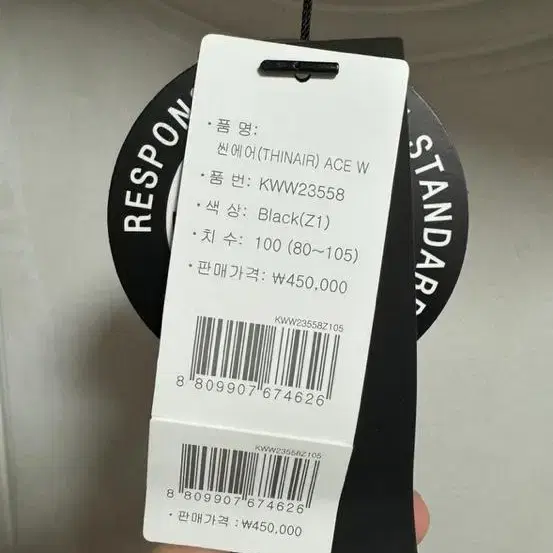 RESPON
STANDARD
· 품 명:
씬에어(THINAIR) ACE W
· 품 번: KWW23558
· 색 상: Black(Z1)
· 치 수: 100 (80~105)
· 판매가격: ₩450,000
KWW23558Z105
8 809907 674626
KWW23558Z105
8 809907 674626
· 판매가격 : ₩450,000